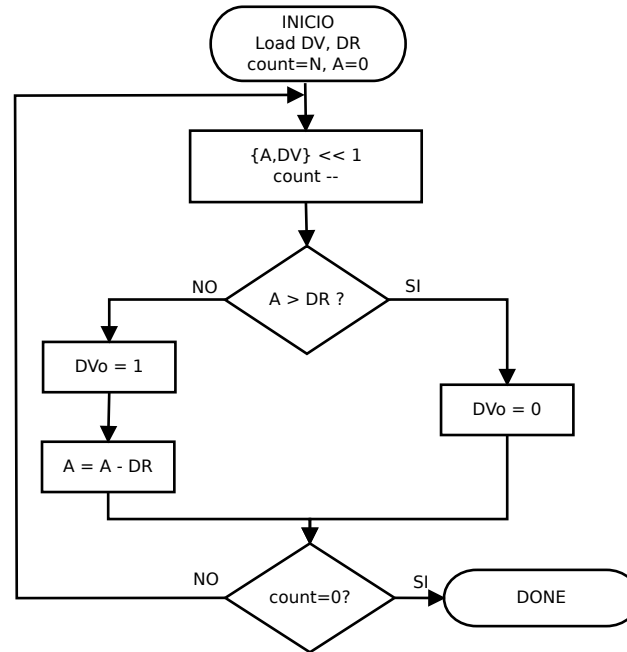 INICIO
Load DV, DR
count=N, A=0
{A,DV} << 1
count --
A > DR ?
NO
SI
DVo = 1
DVo = 0
A = A - DR
count=0?
NO
SI
DONE